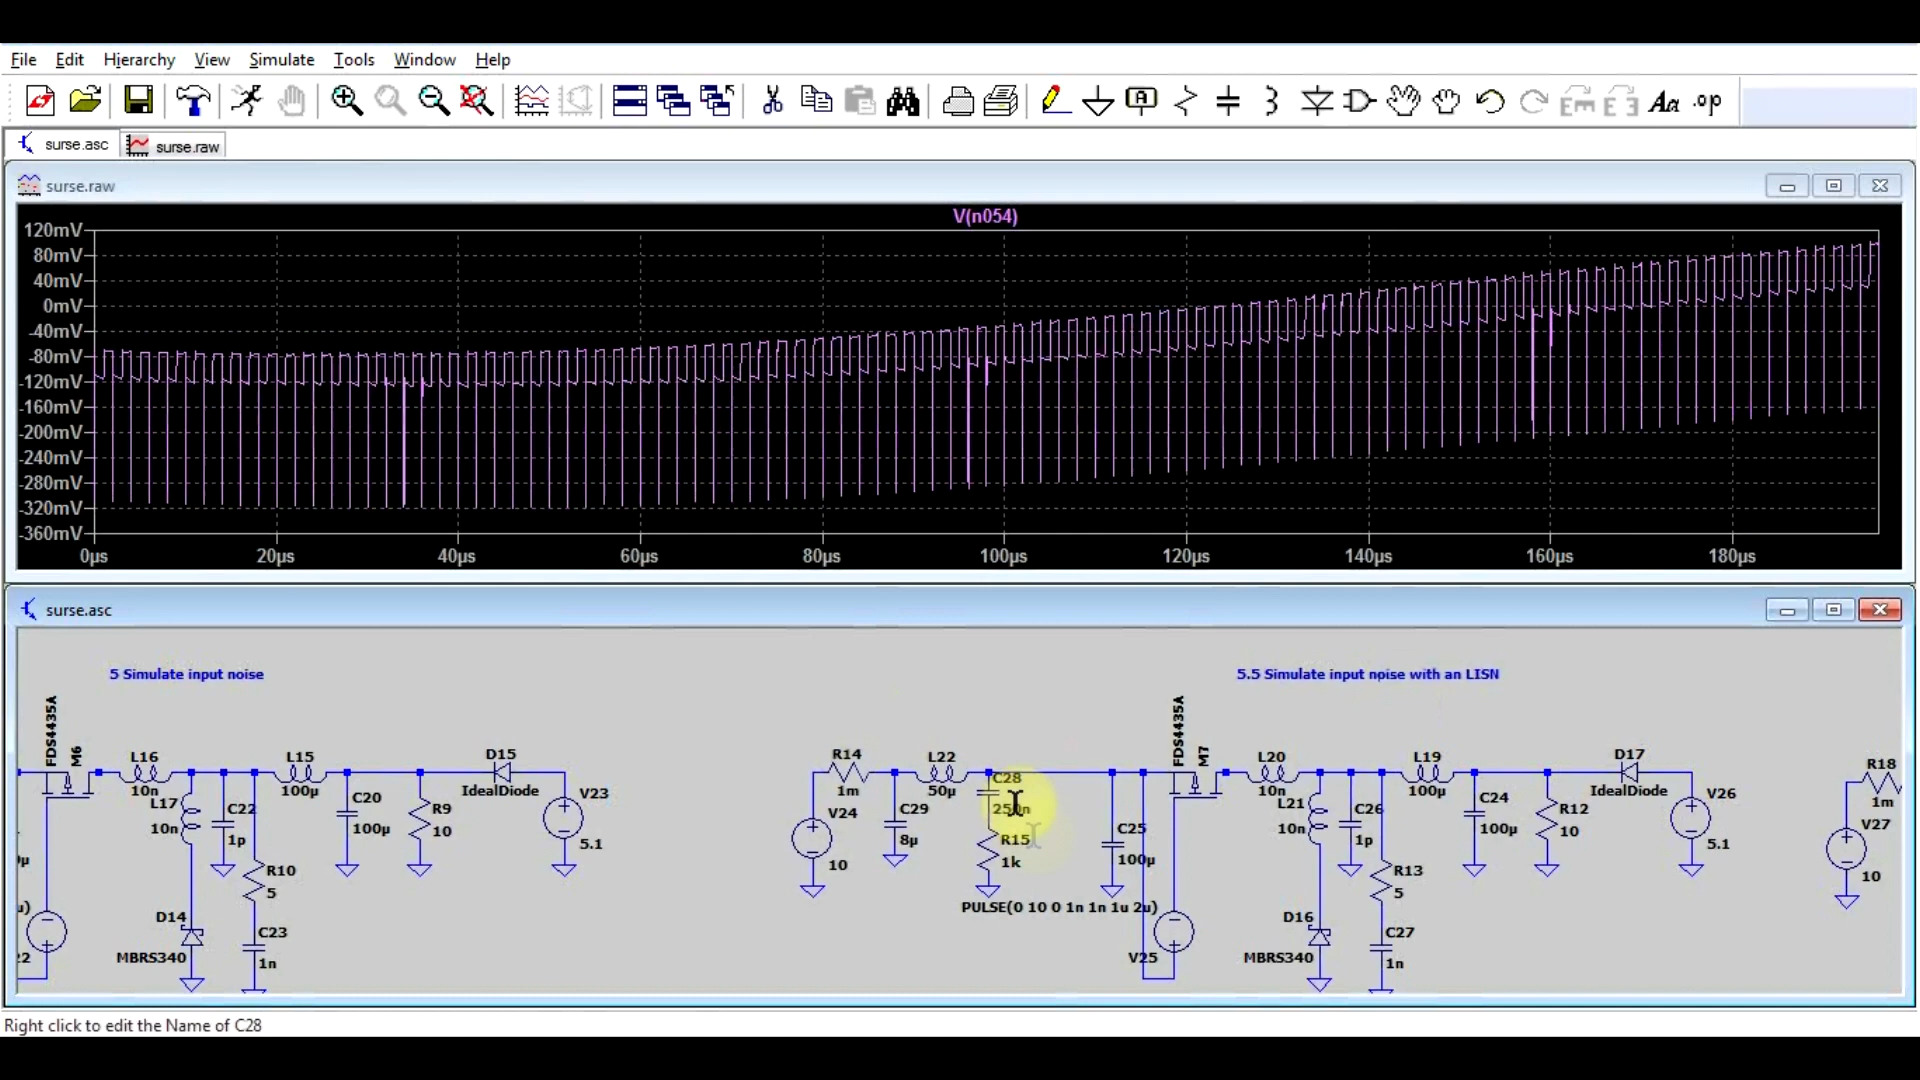 File Edit Hierarchy View Simulate Tools Window Help
A
Aa .op
surse.asc surse.raw
surse.raw
V(n054)
120mV
80mV
40mV
0mV
-40mV
-80mV
-120mV
-160mV
-200mV
-240mV
-280mV
-320mV
-360mV
0µs 20µs 40µs 60µs 80µs 100µs 120µs 140µs 160µs 180µs
surse.asc
5 Simulate input noise
5.5 Simulate input noise with an LISN
FDS4435A
M6
L16
10n
L17
10n
C22
1p
L15
100µ
C20
100µ
R9
10
D15
IdealDiode
V23
5.1
R10
5
D14
MBRS340
C23
1n
R14
1m
V24
10
C29
8µ
L22
50µ
C28
250n
R15
1k
C25
100µ
PULSE(0 10 0 1n 1n 1u 2u)
V25
FDS4435A
M7
L20
10n
L21
10n
C26
1p
L19
100µ
C24
100µ
R12
10
D17
IdealDiode
V26
5.1
R13
5
D16
MBRS340
C27
1n
R18
1m
V27
10
Right click to edit the Name of C28